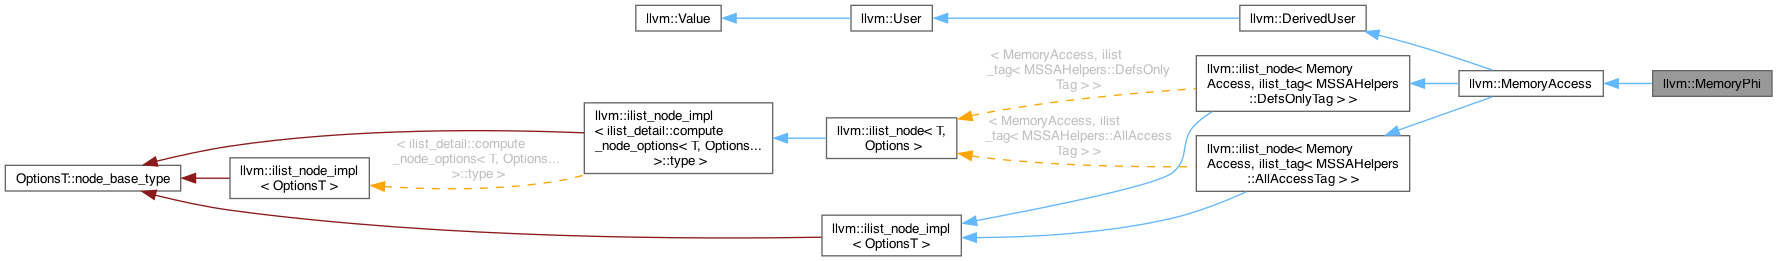 llvm::Value
llvm::User
llvm::DerivedUser
< MemoryAccess, ilist
_tag< MSSAHelpers::DefsOnly
Tag > >
llvm::ilist_node< Memory
Access, ilist_tag< MSSAHelpers
::DefsOnlyTag > >
llvm::MemoryAccess
llvm::MemoryPhi
llvm::ilist_node_impl
< ilist_detail::compute
_node_options< T, Options...
>::type >
llvm::ilist_node< T,
Options >
< MemoryAccess, ilist
_tag< MSSAHelpers::AllAccess
Tag > >
llvm::ilist_node< Memory
Access, ilist_tag< MSSAHelpers
::AllAccessTag > >
< ilist_detail::compute
_node_options< T, Options...
>::type >
OptionsT::node_base_type
llvm::ilist_node_impl
< OptionsT >
llvm::ilist_node_impl
< OptionsT >